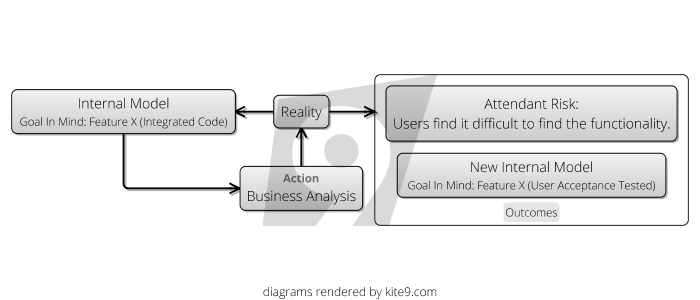 Internal Model
Goal In Mind: Feature X (Integrated Code)
Reality
Attendant Risk:
Users find it difficult to find the functionality.
Action
Business Analysis
New Internal Model
Goal In Mind: Feature X (User Acceptance Tested)
Outcomes
diagrams rendered by kite9.com